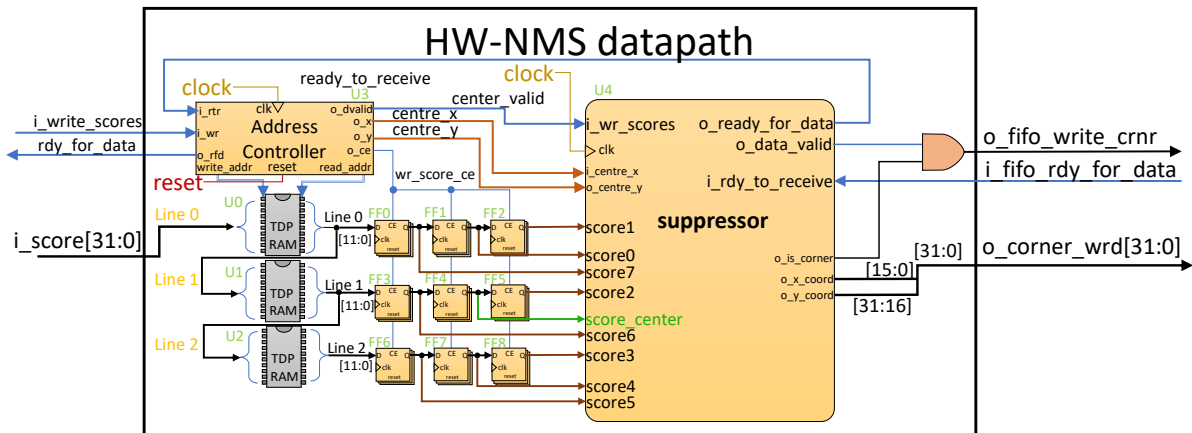 HW-NMS datapath
clock
ready_to_receive
U3
clock
U4
center_valid
centre_x
centre_y
i_write_scores
rdy_for_data
i_rtr
clk
o_dvalid
o_x
i_wr
Address
o_y
Controller
o_ce
o_rfd
write_addr
reset
read_addr
reset
wr_score_ce
i_wr_scores
o_ready_for_data
clk
o_data_valid
i_centre_x
o_centre_y
i_rdy_to_receive
suppressor
o_fifo_write_crnr
i_fifo_rdy_for_data
Line 0
U0
TDP
RAM
Line 0
[11:0]
FF0
D CE Q
clk
reset
FF1
D CE Q
clk
reset
FF2
D CE Q
clk
reset
score1
score0
score7
i_score[31:0]
Line 1
U1
TDP
RAM
Line 1
[11:0]
FF3
D CE Q
clk
reset
FF4
D CE Q
clk
reset
FF5
D CE Q
clk
reset
score2
score_center
score6
Line 2
U2
TDP
RAM
Line 2
[11:0]
FF6
D CE Q
clk
reset
FF7
D CE Q
clk
reset
FF8
D CE Q
clk
reset
score3
score4
score5
o_is_corner
o_x_coord
o_y_coord
[15:0]
[31:16]
[31:0]
o_corner_wrd[31:0]